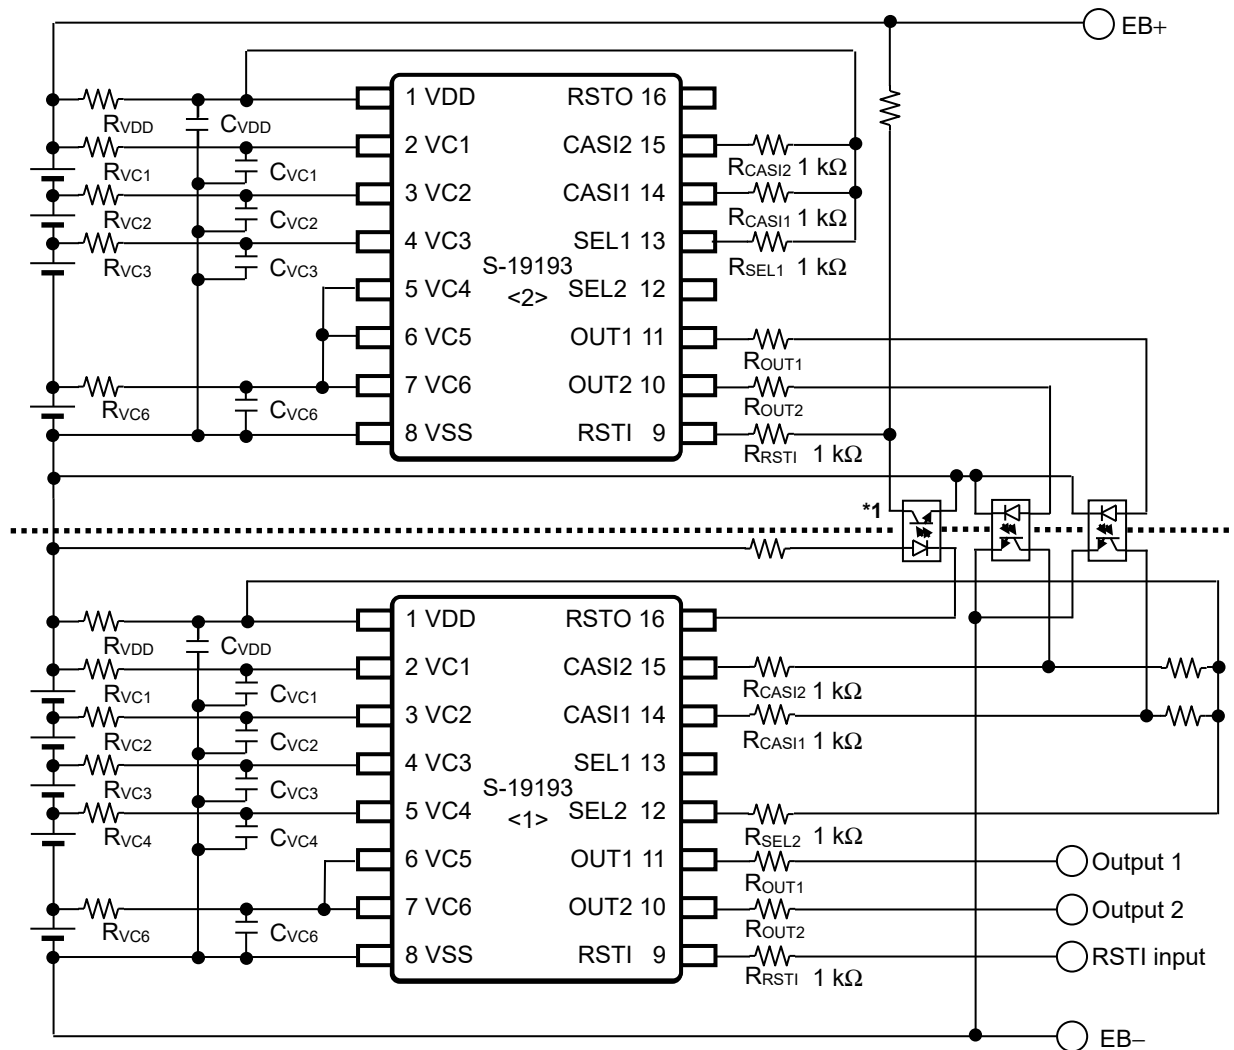 EB+
1 VDD RSTO 16
RVDD CVDD
2 VC1 CASI2 15
RVC1 CVC1 RCASI2 1 kΩ
3 VC2 CASI1 14
RVC2 CVC2 RCASI1 1 kΩ
4 VC3 SEL1 13
RVC3 CVC3 S-19193 RSEL1 1 kΩ
5 VC4 <2> SEL2 12
6 VC5 OUT1 11
ROUT1
7 VC6 OUT2 10
RVC6 CVC6 ROUT2
8 VSS RSTI 9
RRSTI 1 kΩ
*1
1 VDD RSTO 16
RVDD CVDD
2 VC1 CASI2 15
RVC1 CVC1 RCASI2 1 kΩ
3 VC2 CASI1 14
RVC2 CVC2 RCASI1 1 kΩ
4 VC3 SEL1 13
RVC3 CVC3 S-19193
5 VC4 <1> SEL2 12
RVC4 CVC4 RSEL2 1 kΩ
6 VC5 OUT1 11 Output 1
ROUT1
7 VC6 OUT2 10 Output 2
RVC6 CVC6 ROUT2
8 VSS RSTI 9 RSTI input
RRSTI 1 kΩ
EB−